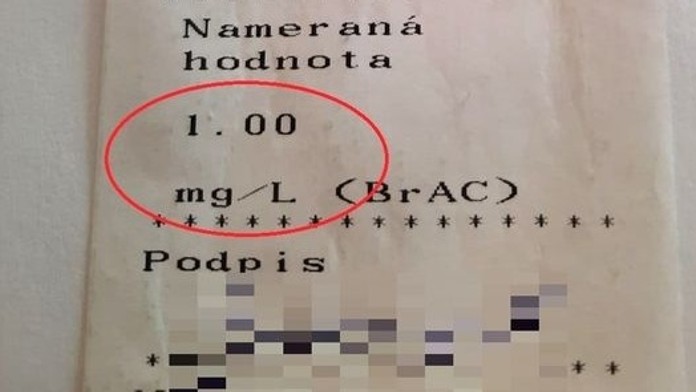 Nameraná
hodnota
1.00
mg/L (BrAC)
* * * * * * * * * * * * * * *
Podpis
* * *